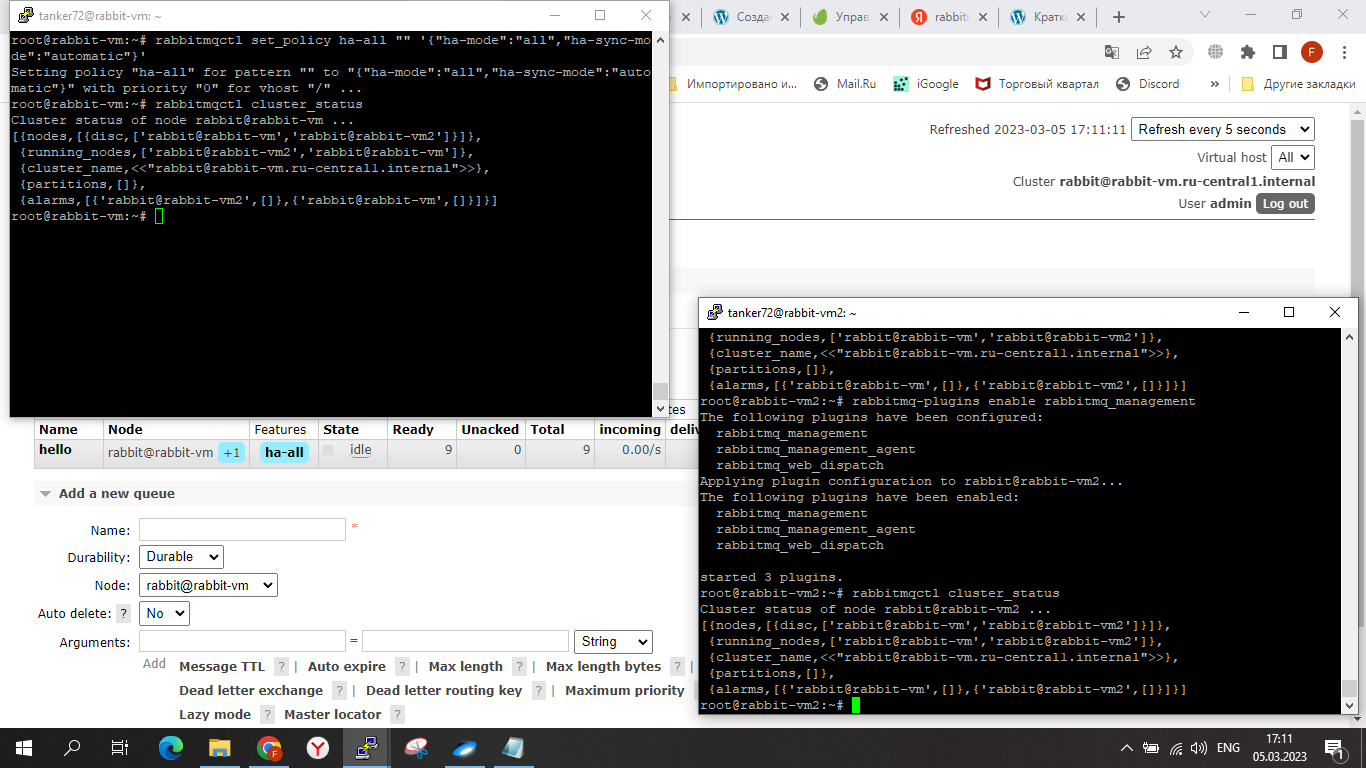 tanker72@rabbit-vm: ~
root@rabbit-vm:~# rabbitmqctl set_policy ha-all "" '{"ha-mode":"all","ha-sync-mo
de":"automatic"}'
Setting policy "ha-all" for pattern "" to "{"ha-mode":"all","ha-sync-mode":"auto
matic"}" with priority "0" for vhost "/" ...
root@rabbit-vm:~# rabbitmqctl cluster_status
Cluster status of node rabbit@rabbit-vm ...
[{nodes,[{disc,['rabbit@rabbit-vm','rabbit@rabbit-vm2']}]},
{running_nodes,['rabbit@rabbit-vm2','rabbit@rabbit-vm']},
{cluster_name,<<"rabbit@rabbit-vm.ru-central1.internal">>},
{partitions,[]},
{alarms,[{'rabbit@rabbit-vm2',[]},{'rabbit@rabbit-vm',[]}]}]
root@rabbit-vm:~#
Созда Управ. rabbit Кратк
Импортировано и... Mail.Ru iGoogle Торговый квартал Discord » Другие закладки
Refreshed 2023-03-05 17:11:11 Refresh every 5 seconds
Virtual host All
Cluster rabbit@rabbit-vm.ru-central1.internal
User admin Log out
tanker72@rabbit-vm2: ~
{running_nodes,['rabbit@rabbit-vm','rabbit@rabbit-vm2']},
{cluster_name,<<"rabbit@rabbit-vm.ru-central1.internal">>},
{partitions,[]},
{alarms,[{'rabbit@rabbit-vm',[]},{'rabbit@rabbit-vm2',[]}]}]
root@rabbit-vm2:~# rabbitmq-plugins enable rabbitmq_management
The following plugins have been configured:
rabbitmq_management
rabbitmq_management_agent
rabbitmq_web_dispatch
Applying plugin configuration to rabbit@rabbit-vm2...
The following plugins have been enabled:
rabbitmq_management
rabbitmq_management_agent
rabbitmq_web_dispatch
started 3 plugins.
root@rabbit-vm2:~# rabbitmqctl cluster_status
Cluster status of node rabbit@rabbit-vm2 ...
[{nodes,[{disc,['rabbit@rabbit-vm','rabbit@rabbit-vm2']}]},
{running_nodes,['rabbit@rabbit-vm','rabbit@rabbit-vm2']},
{cluster_name,<<"rabbit@rabbit-vm.ru-central1.internal">>},
{partitions,[]},
{alarms,[{'rabbit@rabbit-vm',[]},{'rabbit@rabbit-vm2',[]}]}]
root@rabbit-vm2:~#
Name Node Features State Ready Unacked Total incoming
hello rabbit@rabbit-vm +1 ha-all idle 9 0 9 0.00/s
Add a new queue
Name: *
Durability: Durable
Node: rabbit@rabbit-vm
Auto delete: ? No
Arguments: = String
Add Message TTL ? | Auto expire ? | Max length ? | Max length bytes ? |
Dead letter exchange ? | Dead letter routing key ? | Maximum priority
Lazy mode ? Master locator ?
ENG 17:11
05.03.2023
1